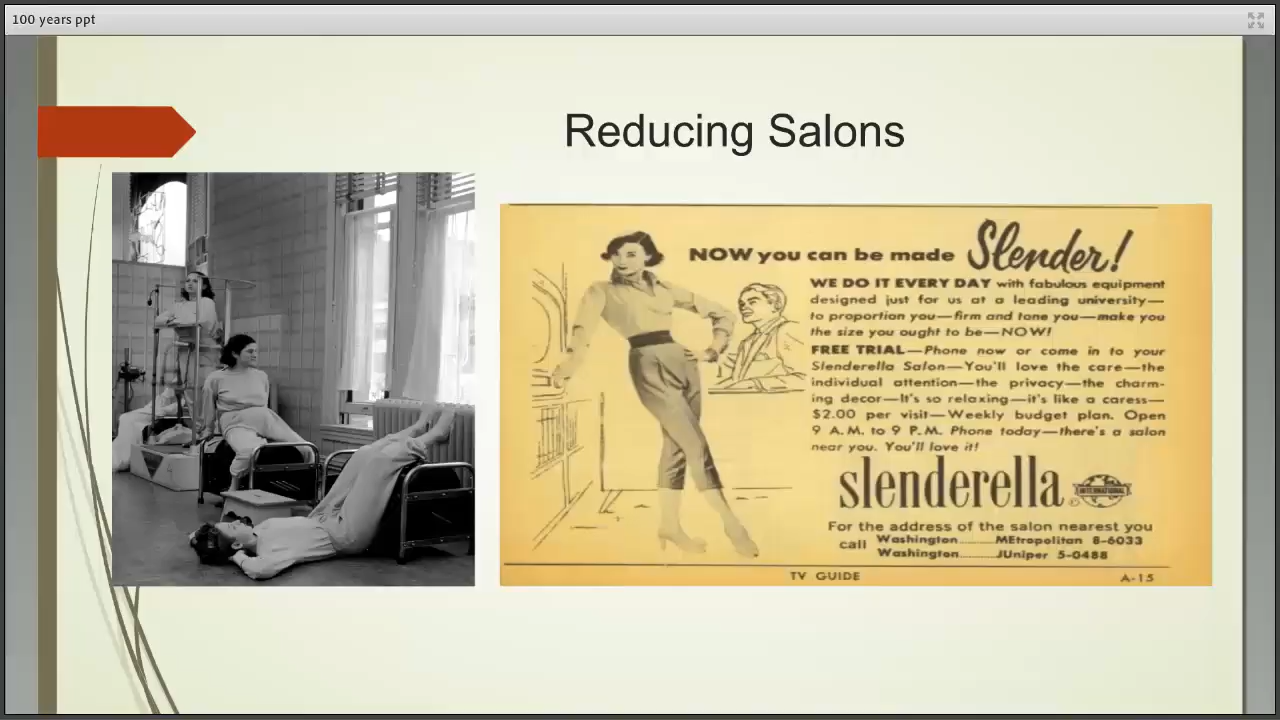 100 years ppt
Reducing Salons
NOW you can be made Slender!
WE DO IT EVERY DAY with fabulous equipment
designed just for us at a leading university—
to proportion you—firm and tone you—make you
the size you ought to be—NOW!
FREE TRIAL—Phone now or come in to your
Slenderella Salon—You'll love the care—the
individual attention—the privacy—the charm-
ing decor—It's so relaxing—it's like a caress—
$2.00 per visit—Weekly budget plan. Open
9 A.M. to 9 P.M. Phone today—there's a salon
near you. You'll love it!
slenderella
INTERNATIONAL
For the address of the salon nearest you
call Washington......MEtropolitan 8-6033
Washington......JUniper 5-0488
TV GUIDE
A-15